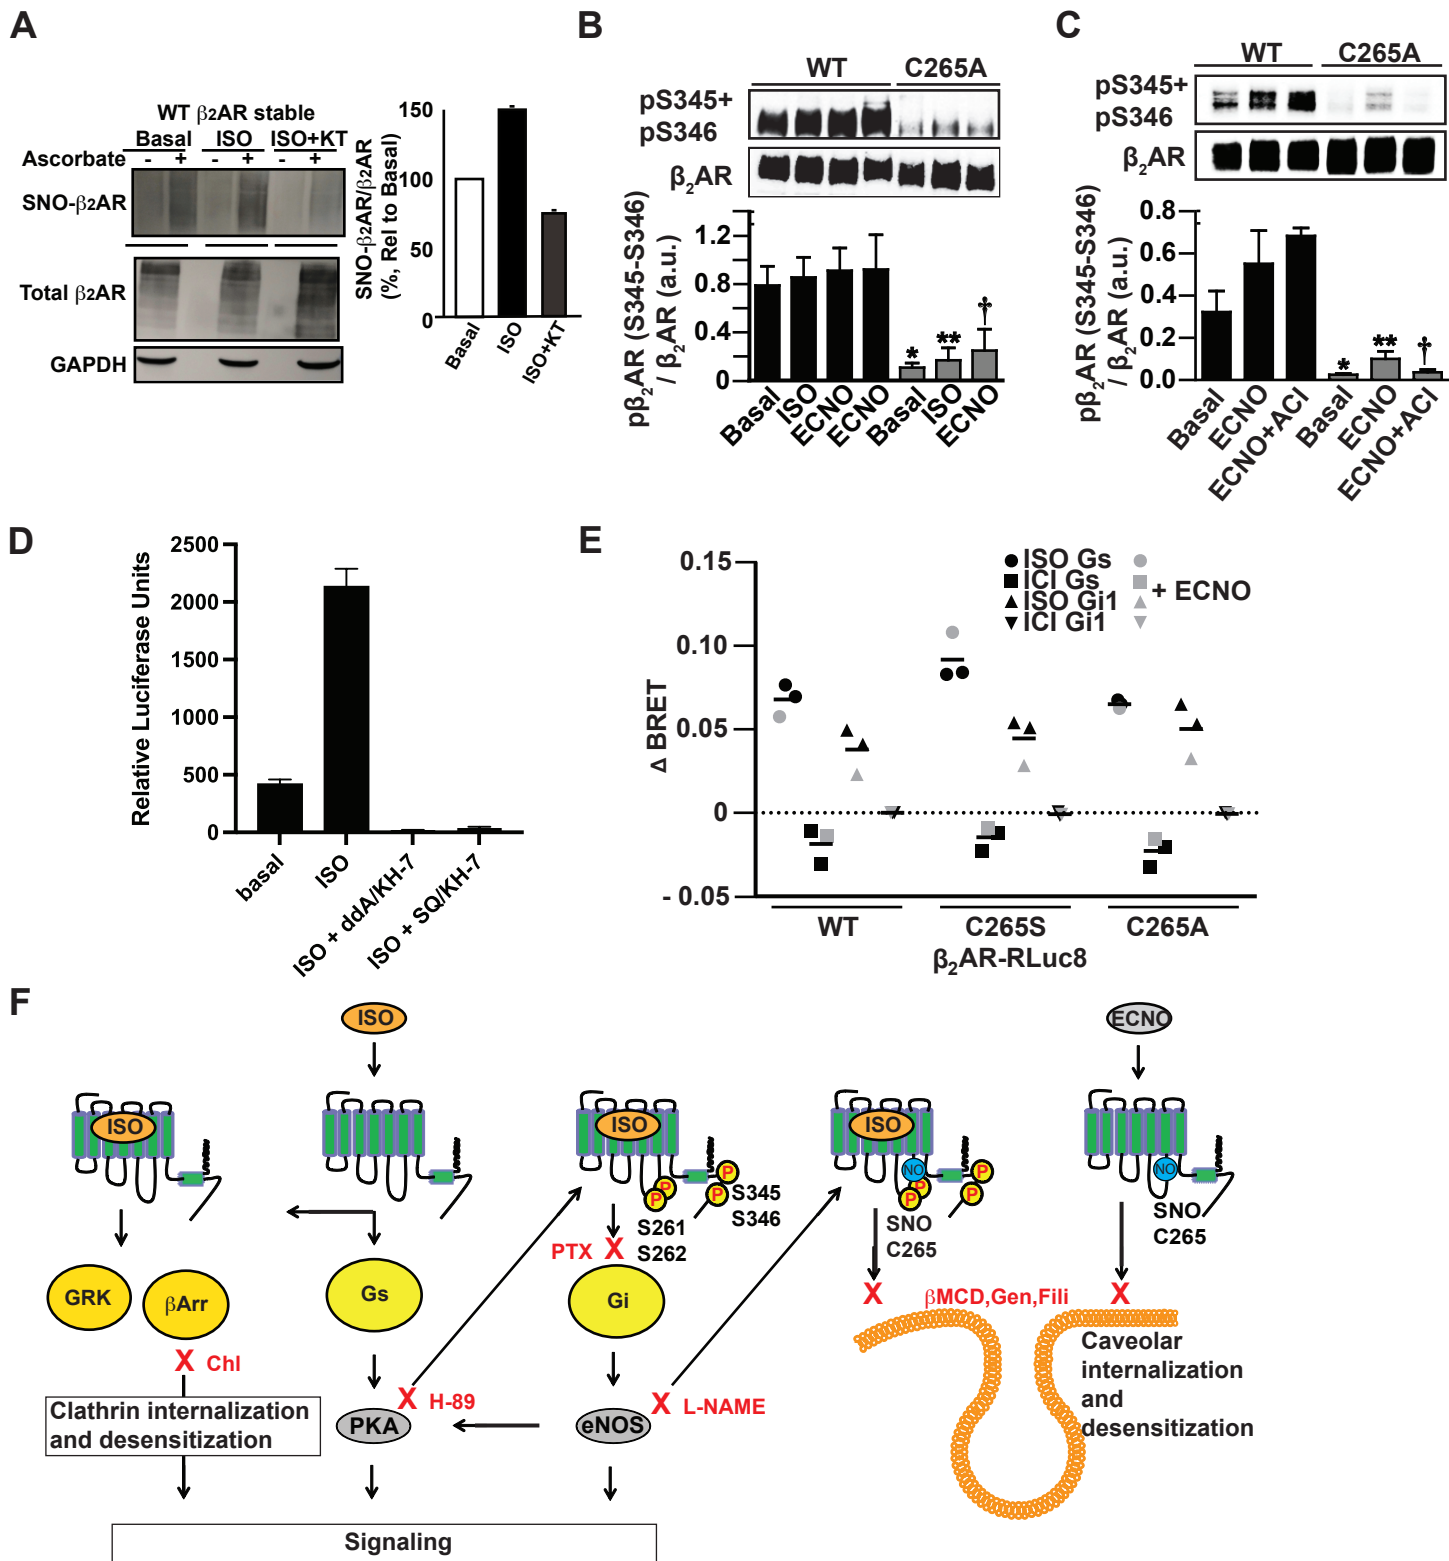 A
WT β2AR stable
Basal ISO ISO+KT
Ascorbate - + - + - +
SNO-β2AR
Total β2AR
GAPDH
SNO-β2AR/β2AR
(%, Rel to Basal)
150
100
50
0
Basal
ISO
ISO+KT
B
WT C265A
pS345+
pS346
β2AR
pβ2AR (S345-S346)
/ β2AR (a.u.)
1.2
0.8
0.4
0
* ** †
Basal
ISO
ECNO
ECNO
Basal
ISO
ECNO
C
WT C265A
pS345+
pS346
β2AR
pβ2AR (S345-S346)
/ β2AR (a.u.)
0.8
0.6
0.4
0.2
0.0
* ** †
Basal
ECNO
ECNO+ACI
Basal
ECNO
ECNO+ACI
D
Relative Luciferase Units
2500
2000
1500
1000
500
0
basal
ISO
ISO + ddA/KH-7
ISO + SQ/KH-7
E
Δ BRET
0.15
0.10
0.05
0
- 0.05
ISO Gs
ICI Gs
ISO Gi1
ICI Gi1
+ ECNO
WT C265S C265A
β2AR-RLuc8
F
ISO
ECNO
ISO
ISO
P
P
P
P
S345
S346
S261
S262
ISO
NO
P
P
P
P
SNO
C265
NO
SNO
C265
PTX X
GRK
βArr
Gs
Gi
X Chl
X H-89
X L-NAME
X βMCD,Gen,Fili X
Clathrin internalization
and desensitization
PKA
eNOS
Caveolar
internalization
and
desensitization
Signaling